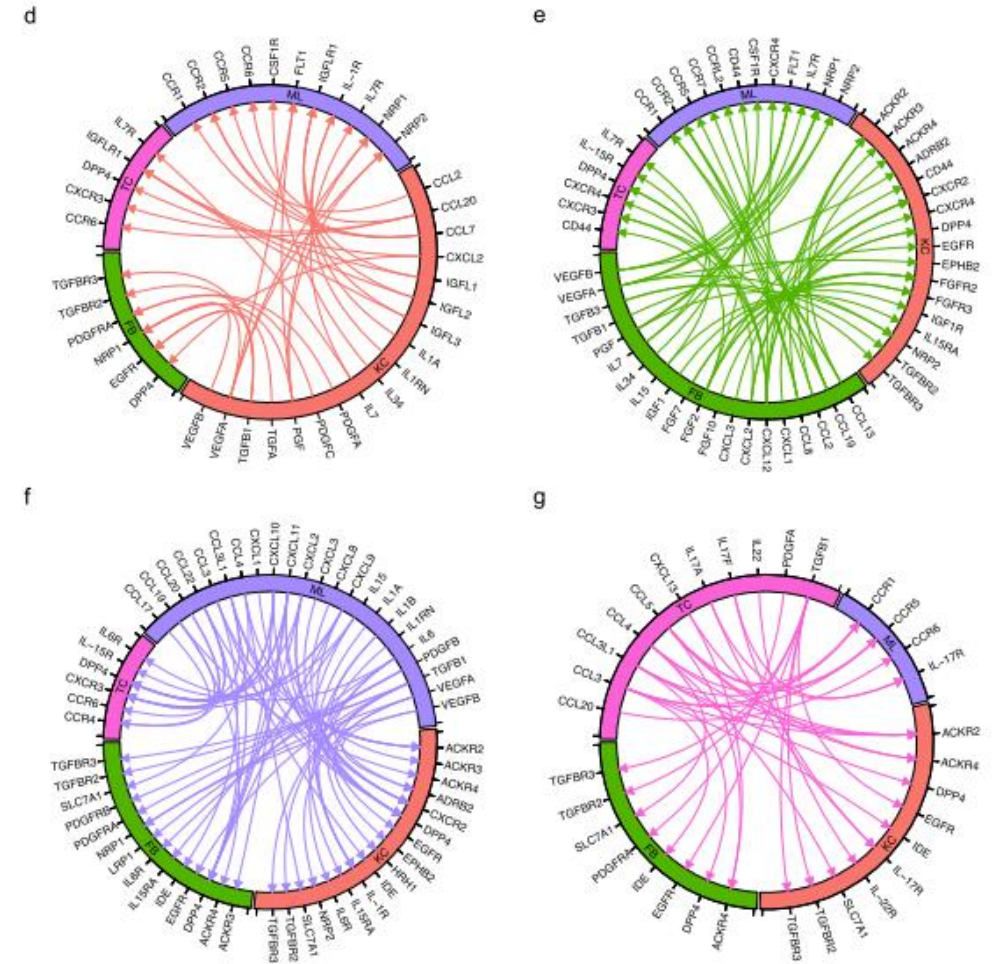 d
CCR1
CCR2
CCR5
CCR6
CSF1R
FLT1
IGFLR1
IL-1R
IL7R
NRP1
NRP2
ML
CCL2
CCL20
CCL7
CXCL2
IGFL1
IGFL2
IGFL3
IL1A
IL1RN
IL34
IL7
PDGFA
PDGFC
PGF
TGFA
TGFB1
VEGFA
VEGFB
KC
DPP4
EGFR
NRP1
PDGFRA
TGFBR2
TGFBR3
FB
CCR6
CXCR3
DPP4
IGFLR1
IL7R
TC
e
CCR1
CCR2
CCR5
CCR7
CCRL2
CD44
CSF1R
CXCR4
FLT1
IL7R
NRP1
NRP2
ML
ACKR2
ACKR3
ACKR4
ADRB2
CD44
CXCR2
CXCR4
DPP4
EGFR
EPHB2
FGFR2
FGFR3
IGF1R
IL15RA
NRP2
TGFBR2
TGFBR3
KC
CCL13
CCL19
CCL2
CCL8
CXCL1
CXCL12
CXCL2
CXCL3
FGF10
FGF2
FGF7
IGF1
IL15
IL34
IL7
PGF
TGFB1
TGFB3
VEGFA
VEGFB
FB
CD44
CXCR3
CXCR4
DPP4
IL-15R
IL7R
TC
f
CCL17
CCL19
CCL20
CCL22
CCL3
CCL3L1
CCL4
CXCL1
CXCL10
CXCL11
CXCL2
CXCL3
CXCL8
CXCL9
IL15
IL1A
IL1B
IL1RN
IL6
PDGFB
TGFB1
VEGFA
VEGFB
ML
ACKR2
ACKR3
ACKR4
ADRB2
CXCR2
DPP4
EGFR
EPHB2
HRH1
IDE
IL-1R
IL15RA
IL6R
NRP2
SLC7A1
TGFBR2
TGFBR3
KC
ACKR3
ACKR4
DPP4
EGFR
IDE
IL15RA
IL6R
LRP1
NRP1
PDGFRA
PDGFRB
SLC7A1
TGFBR2
TGFBR3
FB
CCR4
CCR6
CXCR3
DPP4
IL-15R
IL6R
TC
g
CCL20
CCL3
CCL3L1
CCL4
CCL5
CXCL13
IL17A
IL17F
IL22
PDGFA
TGFB1
TC
CCR1
CCR5
CCR6
IL-17R
ML
ACKR2
ACKR4
DPP4
EGFR
IDE
IL-17R
IL-22R
SLC7A1
TGFBR2
TGFBR3
KC
ACKR4
DPP4
EGFR
IDE
PDGFRA
SLC7A1
TGFBR2
TGFBR3
FB